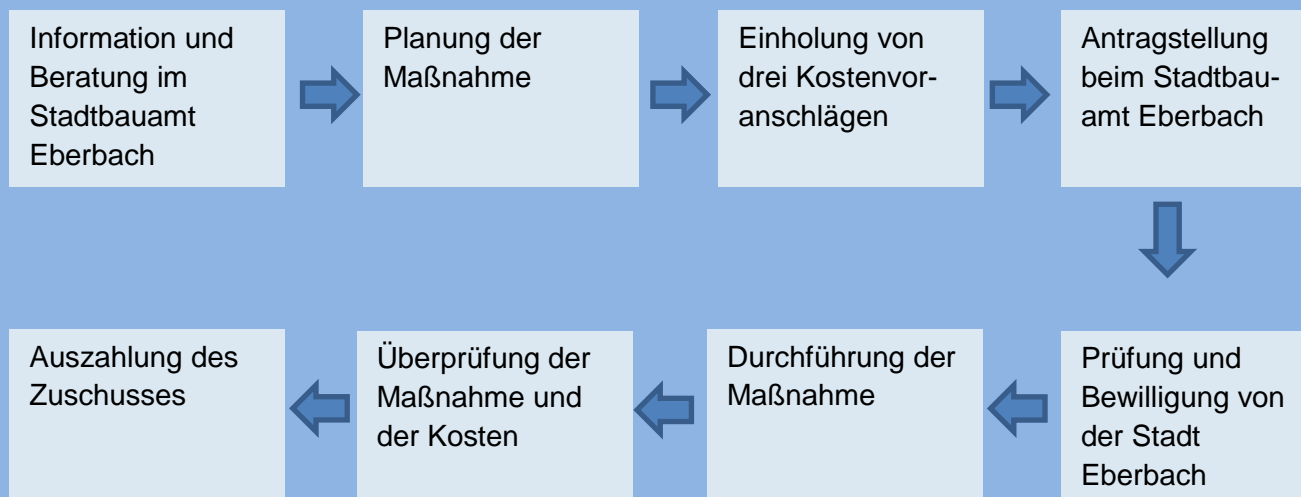 Information und
Beratung im
Stadtbauamt
Eberbach
Planung der
Maßnahme
Einholung von
drei Kostenvor-
anschlägen
Antragstellung
beim Stadtbau-
amt Eberbach
Prüfung und
Bewilligung von
der Stadt
Eberbach
Durchführung der
Maßnahme
Überprüfung der
Maßnahme und
der Kosten
Auszahlung des
Zuschusses